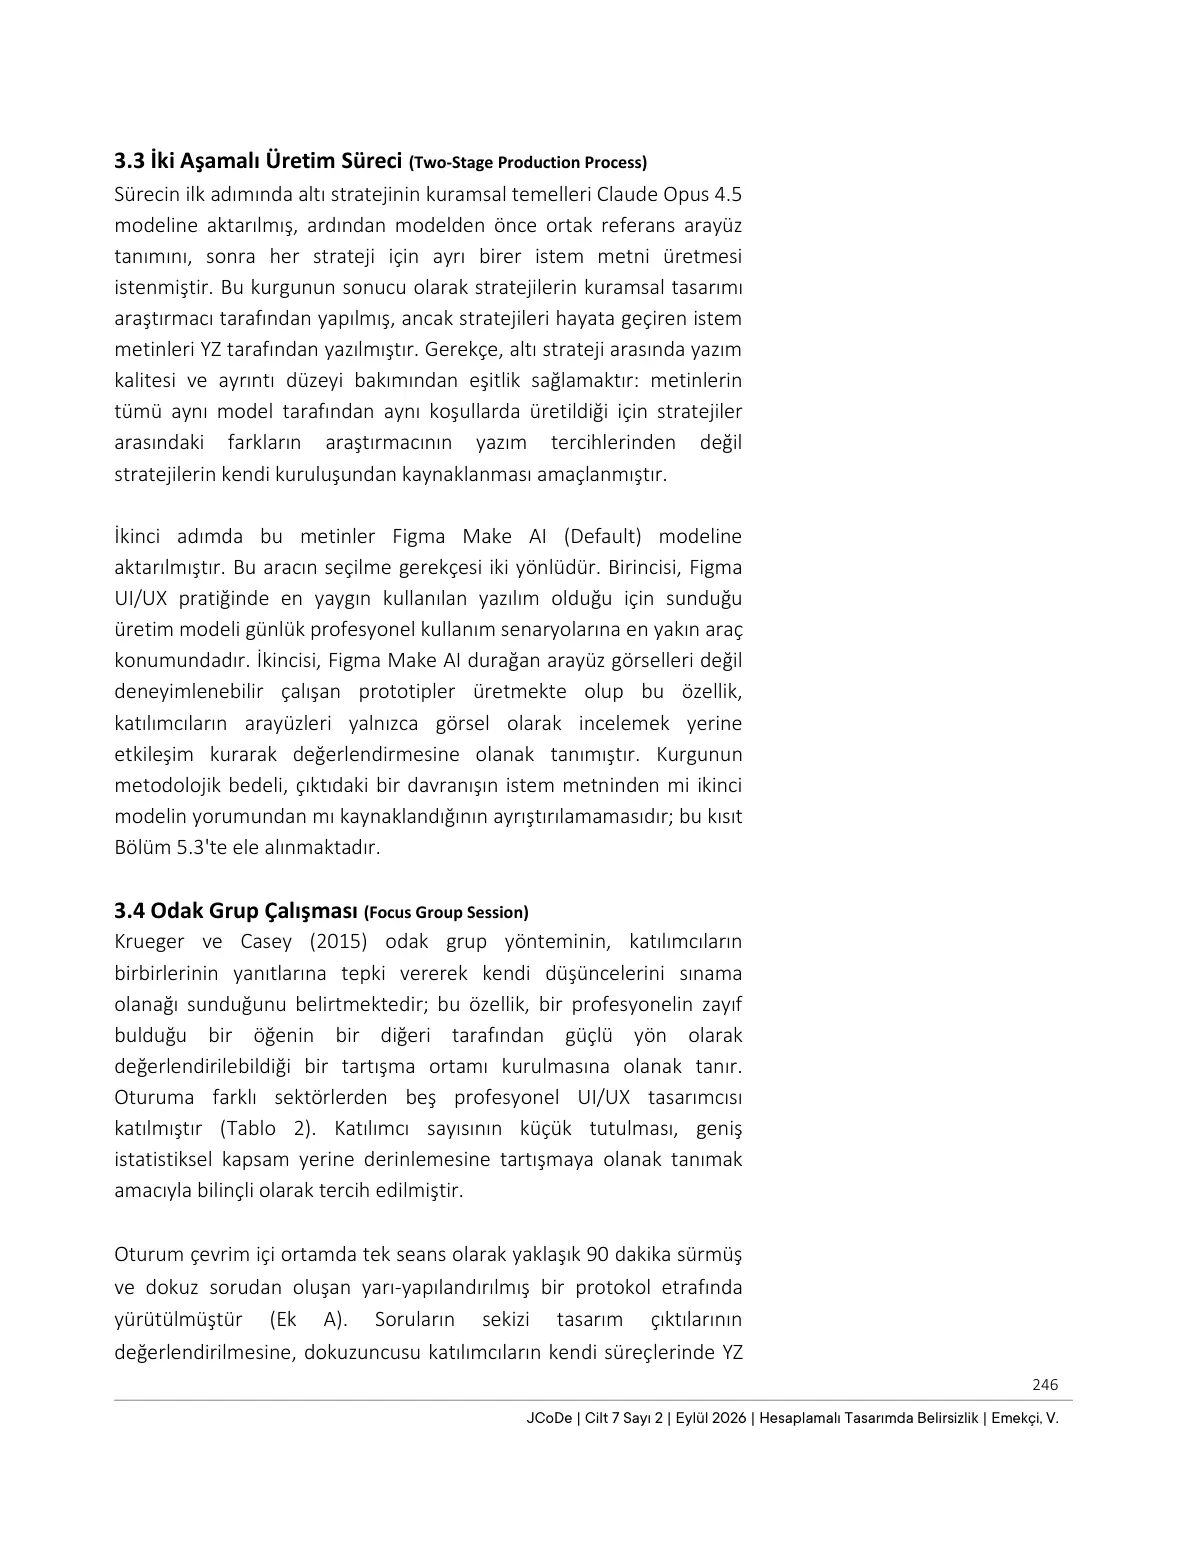 3.3 İki Aşamalı Üretim Süreci (Two-Stage Production Process)
Sürecin ilk adımında altı stratejinin kuramsal temelleri Claude Opus 4.5
modeline aktarılmış, ardından modelden önce ortak referans arayüz
tanımını, sonra her strateji için ayrı birer istem metni üretmesi
istenmiştir. Bu kurgunun sonucu olarak stratejilerin kuramsal tasarımı
araştırmacı tarafından yapılmış, ancak stratejileri hayata geçiren istem
metinleri YZ tarafından yazılmıştır. Gerekçe, altı strateji arasında yazım
kalitesi ve ayrıntı düzeyi bakımından eşitlik sağlamaktır: metinlerin
tümü aynı model tarafından aynı koşullarda üretildiği için stratejiler
arasındaki farkların araştırmacının yazım tercihlerinden değil
stratejilerin kendi kuruluşundan kaynaklanması amaçlanmıştır.
İkinci adımda bu metinler Figma Make AI (Default) modeline
aktarılmıştır. Bu aracın seçilme gerekçesi iki yönlüdür. Birincisi, Figma
UI/UX pratiğinde en yaygın kullanılan yazılım olduğu için sunduğu
üretim modeli günlük profesyonel kullanım senaryolarına en yakın araç
konumundadır. İkincisi, Figma Make AI durağan arayüz görselleri değil
deneyimlenebilir çalışan prototipler üretmekte olup bu özellik,
katılımcıların arayüzleri yalnızca görsel olarak incelemek yerine
etkileşim kurarak değerlendirmesine olanak tanımıştır. Kurgunun
metodolojik bedeli, çıktıdaki bir davranışın istem metninden mi ikinci
modelin yorumundan mı kaynaklandığının ayrıştırılamamasıdır; bu kısıt
Bölüm 5.3'te ele alınmaktadır.
3.4 Odak Grup Çalışması (Focus Group Session)
Krueger ve Casey (2015) odak grup yönteminin, katılımcıların
birbirlerinin yanıtlarına tepki vererek kendi düşüncelerini sınama
olanağı sunduğunu belirtmektedir; bu özellik, bir profesyonelin zayıf
bulduğu bir öğenin bir diğeri tarafından güçlü yön olarak
değerlendirilebildiği bir tartışma ortamı kurulmasına olanak tanır.
Oturuma farklı sektörlerden beş profesyonel UI/UX tasarımcısı
katılmıştır (Tablo 2). Katılımcı sayısının küçük tutulması, geniş
istatistiksel kapsam yerine derinlemesine tartışmaya olanak tanımak
amacıyla bilinçli olarak tercih edilmiştir.
Oturum çevrim içi ortamda tek seans olarak yaklaşık 90 dakika sürmüş
ve dokuz sorudan oluşan yarı-yapılandırılmış bir protokol etrafında
yürütülmüştür (Ek A). Soruların sekizi tasarım çıktılarının
değerlendirilmesine, dokuzuncusu katılımcıların kendi süreçlerinde YZ
246
JCoDe | Cilt 7 Sayı 2 | Eylül 2026 | Hesaplamalı Tasarımda Belirsizlik | Emekçi, V.